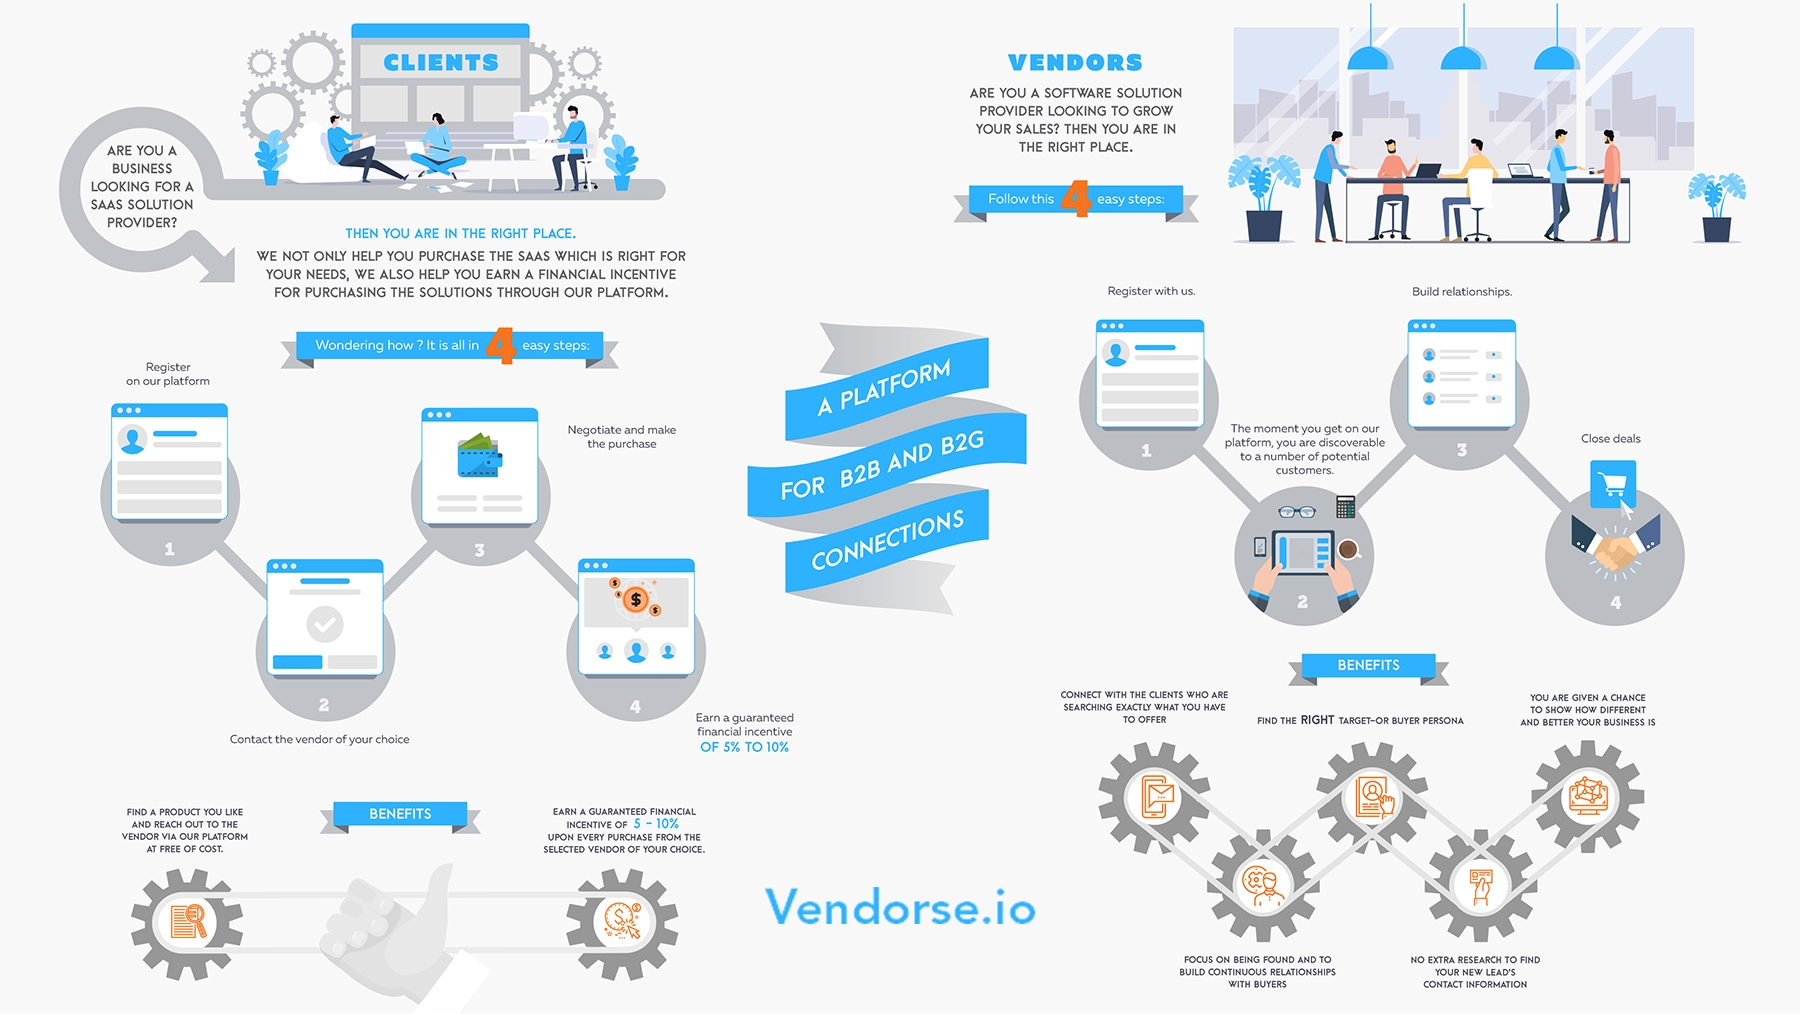 CLIENTS
ARE YOU A
BUSINESS
LOOKING FOR A
SAAS SOLUTION
PROVIDER?
THEN YOU ARE IN THE RIGHT PLACE.
WE NOT ONLY HELP YOU PURCHASE THE SAAS WHICH IS RIGHT FOR
YOUR NEEDS, WE ALSO HELP YOU EARN A FINANCIAL INCENTIVE
FOR PURCHASING THE SOLUTIONS THROUGH OUR PLATFORM.
Wondering how ? It is all in 4 easy steps:
Register
on our platform
1
Contact the vendor of your choice
2
Negotiate and make
the purchase
3
4
Earn a guaranteed
financial incentive
OF 5% TO 10%
BENEFITS
FIND A PRODUCT YOU LIKE
AND REACH OUT TO THE
VENDOR VIA OUR PLATFORM
AT FREE OF COST.
EARN A GUARANTEED FINANCIAL
INCENTIVE OF 5 - 10%
UPON EVERY PURCHASE FROM THE
SELECTED VENDOR OF YOUR CHOICE.
A PLATFORM
FOR B2B AND B2G
CONNECTIONS
Vendorse.io
VENDORS
ARE YOU A SOFTWARE SOLUTION
PROVIDER LOOKING TO GROW
YOUR SALES? THEN YOU ARE IN
THE RIGHT PLACE.
Follow this 4 easy steps:
Register with us.
1
The moment you get on our
platform, you are discoverable
to a number of potential
customers.
2
Build relationships.
3
Close deals
4
BENEFITS
CONNECT WITH THE CLIENTS WHO ARE
SEARCHING EXACTLY WHAT YOU HAVE
TO OFFER
FIND THE RIGHT TARGET-OR BUYER PERSONA
YOU ARE GIVEN A CHANCE
TO SHOW HOW DIFFERENT
AND BETTER YOUR BUSINESS IS
FOCUS ON BEING FOUND AND TO
BUILD CONTINUOUS RELATIONSHIPS
WITH BUYERS
NO EXTRA RESEARCH TO FIND
YOUR NEW LEAD'S
CONTACT INFORMATION